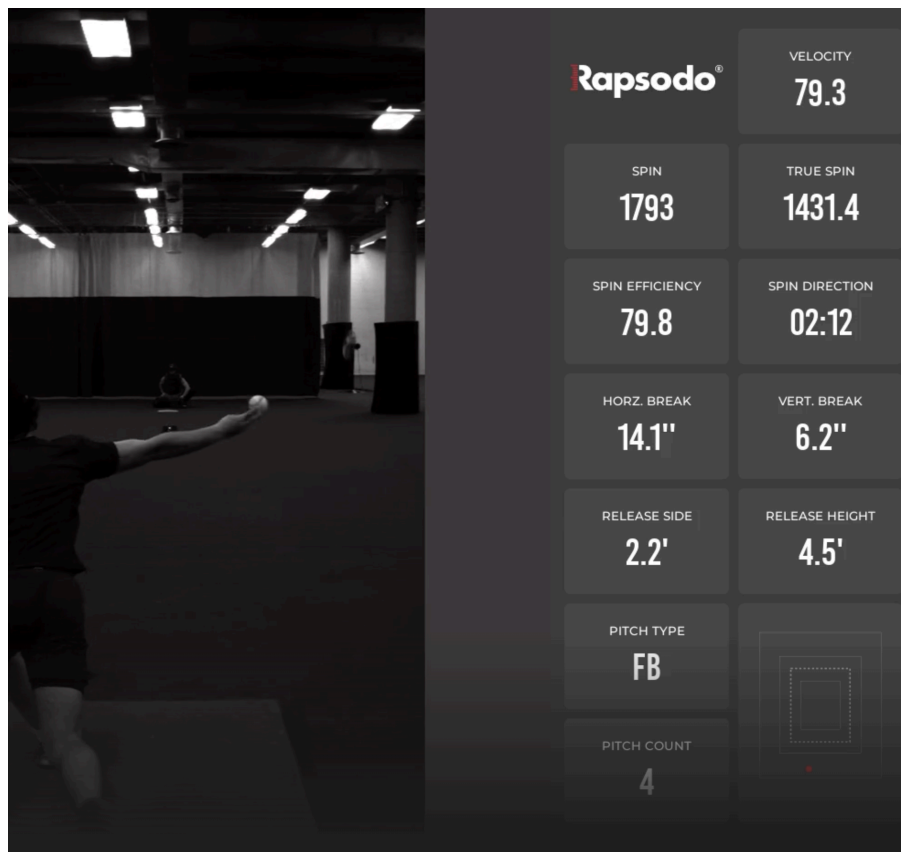 Rapsodo®
VELOCITY
79.3
SPIN
1793
TRUE SPIN
1431.4
SPIN EFFICIENCY
79.8
SPIN DIRECTION
02:12
HORZ. BREAK
14.1"
VERT. BREAK
6.2"
RELEASE SIDE
2.2'
RELEASE HEIGHT
4.5'
PITCH TYPE
FB
PITCH COUNT
4